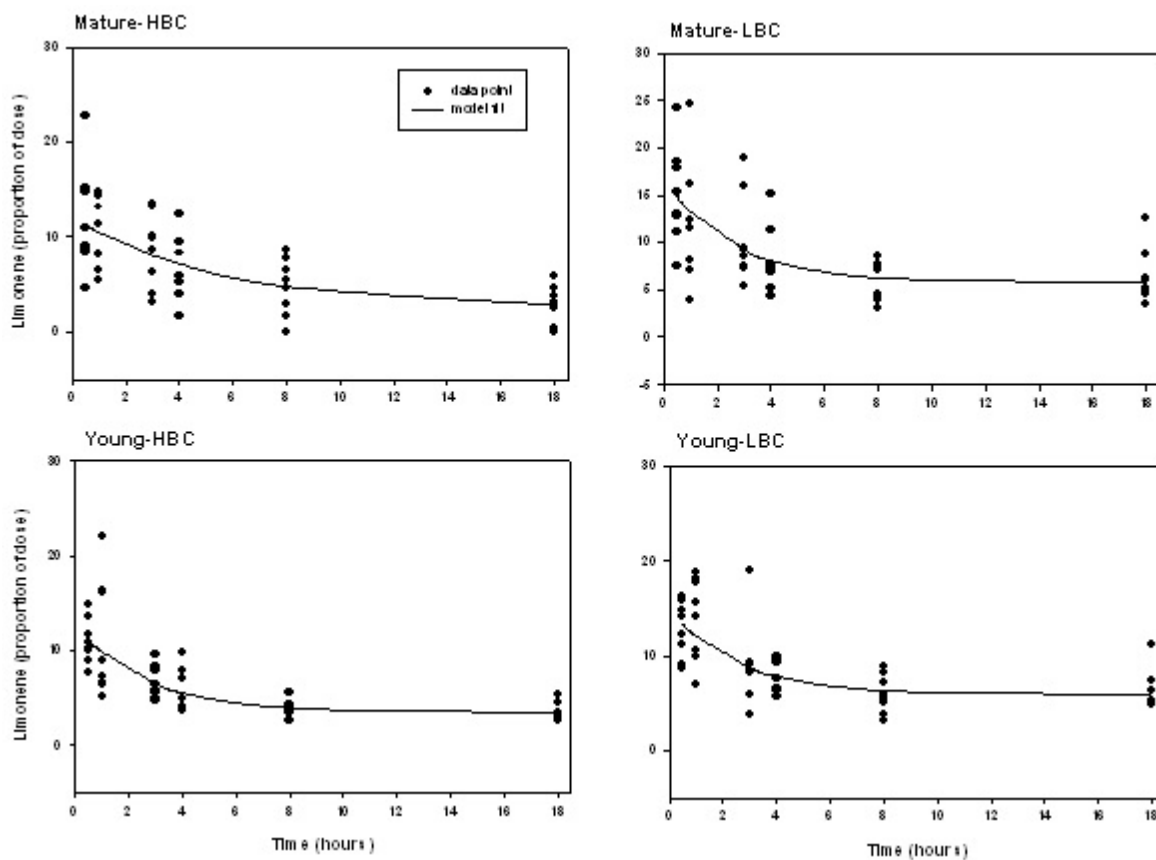 Mature-HBC
30
20
10
0
0 2 4 6 8 10 12 14 16 18
Limonene (proportion of dose)
data point
model fit
Mature-LBC
30
25
20
15
10
5
0
-5
0 2 4 6 8 10 12 14 16 18
Young-HBC
30
20
10
0
0 2 4 6 8 10 12 14 16 18
Limonene (proportion of dose)
Time (hours)
Young-LBC
30
20
10
0
0 2 4 6 8 10 12 14 16 18
Time (hours)